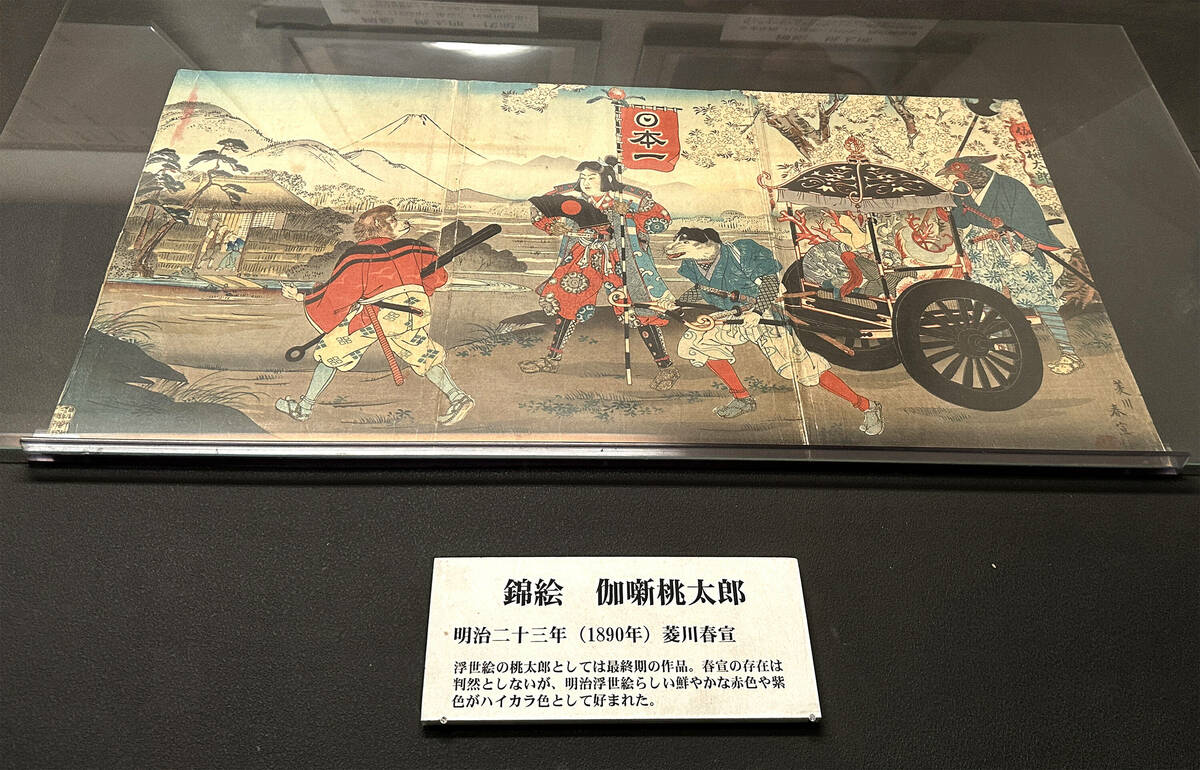 日本一
菱川春宣
錦絵　伽噺桃太郎
明治二十三年（1890年）菱川春宣
浮世絵の桃太郎としては最終期の作品。春宣の存在は
判然としないが、明治浮世絵らしい鮮やかな赤色や紫
色がハイカラ色として好まれた。